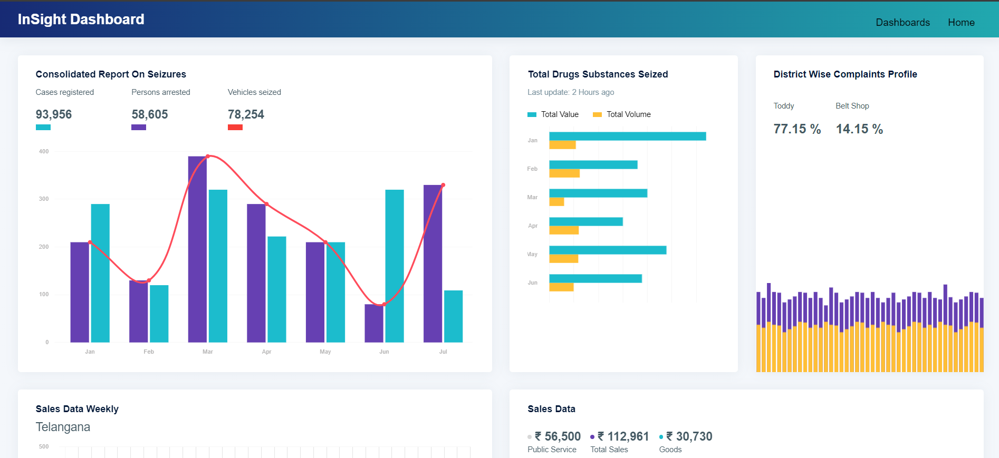 InSight Dashboard
Dashboards Home
Consolidated Report On Seizures
Cases registered Persons arrested Vehicles seized
93,956 58,605 78,254
400
300
200
100
0
Jan Feb Mar Apr May Jun Jul
Total Drugs Substances Seized
Last update: 2 Hours ago
Total Value Total Volume
Jan
Feb
Mar
Apr
May
Jun
District Wise Complaints Profile
Toddy Belt Shop
77.15 % 14.15 %
Sales Data Weekly
Telangana
500
Sales Data
₹ 56,500 ₹ 112,961 ₹ 30,730
Public Service Total Sales Goods